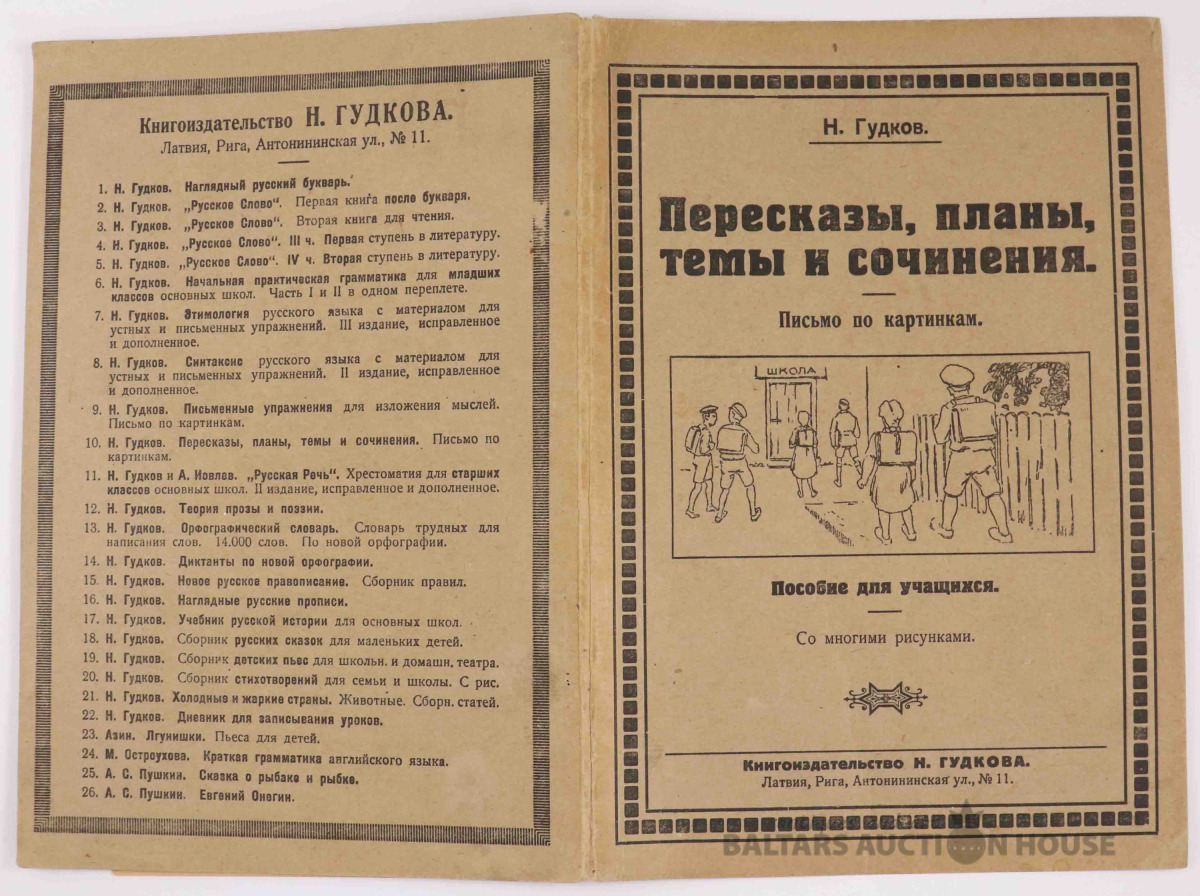 Книгоиздательство Н. ГУДКОВА.
Латвия, Рига, Антонининская ул., № 11.
1. Н. Гудков. Наглядный русский букварь.
2. Н. Гудков. „Русское Слово“. Первая книга после букваря.
3. Н. Гудков. „Русское Слово“. Вторая книга для чтения.
4. Н. Гудков. „Русское Слово“. III ч. Первая ступень в литературу.
5. Н. Гудков. „Русское Слово“. IV ч. Вторая ступень в литературу.
6. Н. Гудков. Начальная практическая грамматика для младших
классов основных школ. Часть I и II в одном переплете.
7. Н. Гудков. Этимология русского языка с материалом для
устных и письменных упражнений. III издание, исправленное
и дополненное.
8. Н. Гудков. Синтаксис русского языка с материалом для
устных и письменных упражнений. II издание, исправленное
и дополненное.
9. Н. Гудков. Письменные упражнения для изложения мыслей.
Письмо по картинкам.
10. Н. Гудков. Пересказы, планы, темы и сочинения. Письмо по
картинкам.
11. Н. Гудков и А. Иовлев. „Русская Речь“. Хрестоматия для старших
классов основных школ. II издание, исправленное и дополненное.
12. Н. Гудков. Теория прозы и поэзии.
13. Н. Гудков. Орфографический словарь. Словарь трудных для
написания слов. 14.000 слов. По новой орфографии.
14. Н. Гудков. Диктанты по новой орфографии.
15. Н. Гудков. Новое русское правописание. Сборник правил.
16. Н. Гудков. Наглядные русские прописи.
17. Н. Гудков. Учебник русской истории для основных школ.
18. Н. Гудков. Сборник русских сказок для маленьких детей.
19. Н. Гудков. Сборник детских пьес для школьн. и домашн. театра.
20. Н. Гудков. Сборник стихотворений для семьи и школы. С рис.
21. Н. Гудков. Холодные и жаркие страны. Животные. Сборн. статей.
22. Н. Гудков. Дневник для записывания уроков.
23. Азин. Лгунишки. Пьеса для детей.
24. М. Остроухова. Краткая грамматика английского языка.
25. А. С. Пушкин. Сказка о рыбаке и рыбке.
26. А. С. Пушкин. Евгений Онегин.
Н. Гудков.
Пересказы, планы,
темы и сочинения.
Письмо по картинкам.
ШКОЛА
Пособие для учащихся.
Со многими рисунками.
Книгоиздательство Н. ГУДКОВА.
Латвия, Рига, Антонининская ул., № 11.
BALTARS AUCTION HOUSE